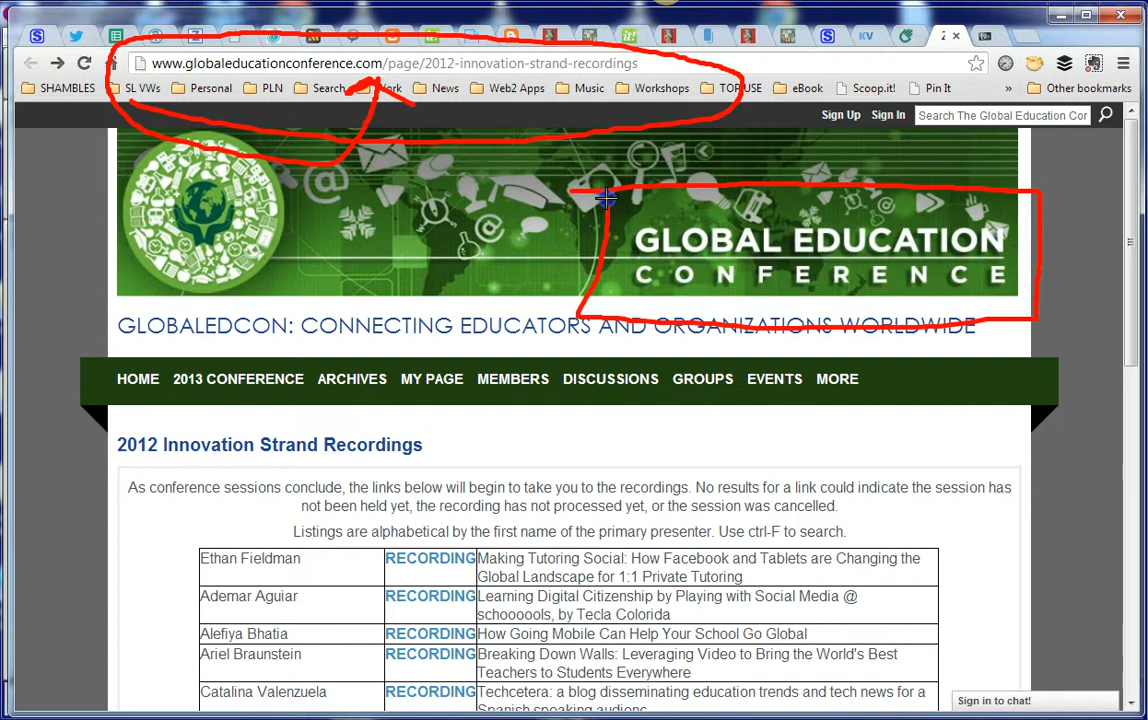 2
www.globaleducationconference.com/page/2012-innovation-strand-recordings
SHAMBLES SL VWs Personal PLN Search Work News Web2 Apps Music Workshops eBook Scoop.it! Pin It » Other bookmarks
Sign Up Sign In Search The Global Education Cor
GLOBAL EDUCATION
CONFERENCE
GLOBALEDCON: CONNECTING EDUCATORS AND ORGANIZATIONS WORLDWIDE
HOME 2013 CONFERENCE ARCHIVES MY PAGE MEMBERS DISCUSSIONS GROUPS EVENTS MORE
2012 Innovation Strand Recordings
As conference sessions conclude, the links below will begin to take you to the recordings. No results for a link could indicate the session has
not been held yet, the recording has not processed yet, or the session was cancelled.
Listings are alphabetical by the first name of the primary presenter. Use ctrl-F to search.
Ethan Fieldman RECORDING Making Tutoring Social: How Facebook and Tablets are Changing the
Global Landscape for 1:1 Private Tutoring
Ademar Aguiar RECORDING Learning Digital Citizenship by Playing with Social Media @
schoooools, by Tecla Colorida
Alefiya Bhatia RECORDING How Going Mobile Can Help Your School Go Global
Ariel Braunstein RECORDING Breaking Down Walls: Leveraging Video to Bring the World's Best
Teachers to Students Everywhere
Catalina Valenzuela RECORDING Techcetera: a blog disseminating education trends and tech news for a
Spanish speaking audience
Sign in to chat!